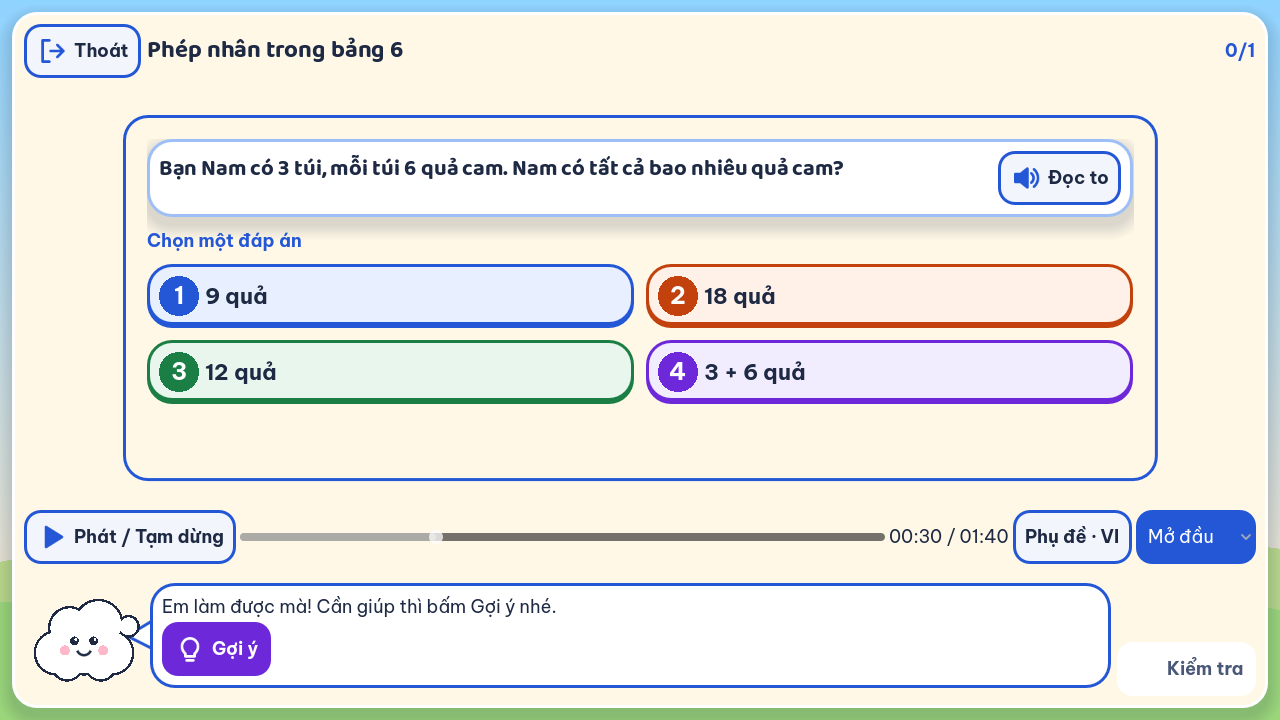 Thoát
Phép nhân trong bảng 6
0/1
Bạn Nam có 3 túi, mỗi túi 6 quả cam. Nam có tất cả bao nhiêu quả cam?
Đọc to
Chọn một đáp án
1 9 quả
2 18 quả
3 12 quả
4 3 + 6 quả
Phát / Tạm dừng
00:30 / 01:40
Phụ đề · VI
Mở đầu
Em làm được mà! Cần giúp thì bấm Gợi ý nhé.
Gợi ý
Kiểm tra